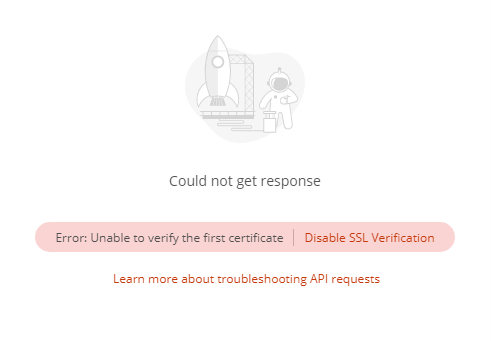 Could not get response
Error: Unable to verify the first certificate | Disable SSL Verification
Learn more about troubleshooting API requests